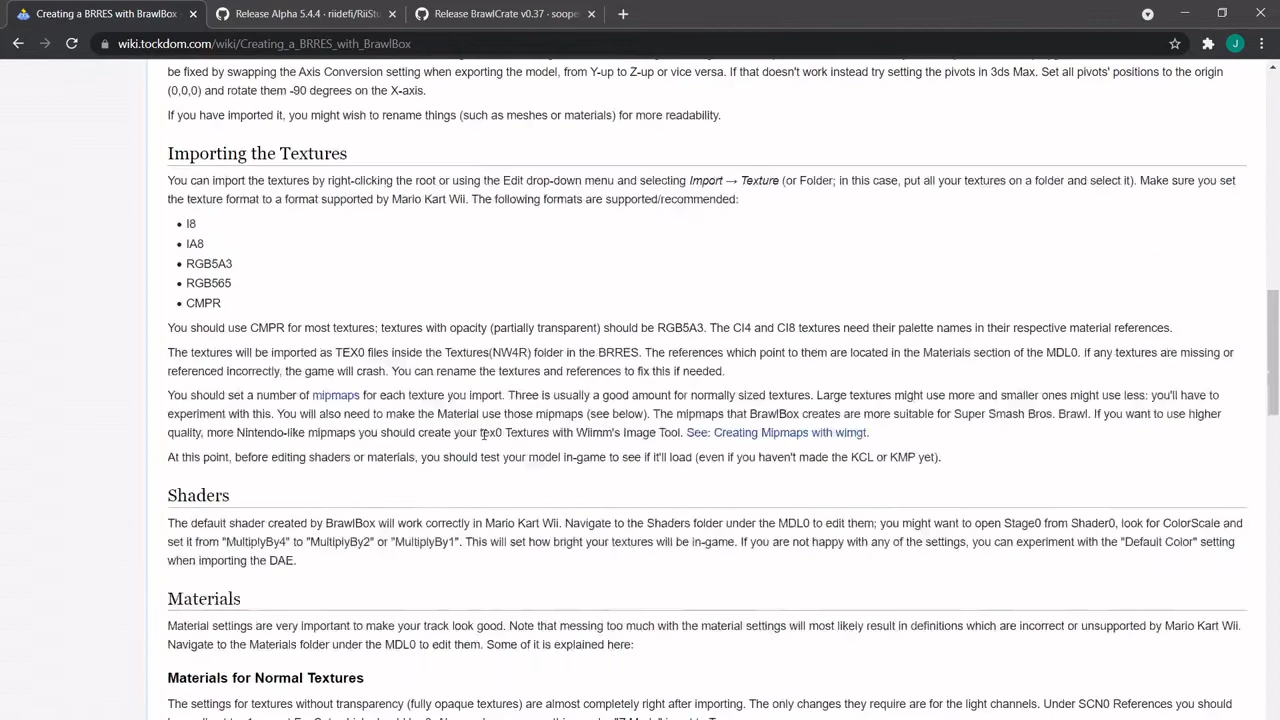 Creating a BRRES with BrawlBox
Release Alpha 5.4.4 - riidefi/RiiStu
Release BrawlCrate v0.37 - sooper
wiki.tockdom.com/wiki/Creating_a_BRRES_with_BrawlBox
J
be fixed by swapping the Axis Conversion setting when exporting the model, from Y-up to Z-up or vice versa. If that doesn't work instead try setting the pivots in 3ds Max. Set all pivots' positions to the origin
(0,0,0) and rotate them -90 degrees on the X-axis.
If you have imported it, you might wish to rename things (such as meshes or materials) for more readability.
Importing the Textures
You can import the textures by right-clicking the root or using the Edit drop-down menu and selecting Import → Texture (or Folder; in this case, put all your textures on a folder and select it). Make sure you set
the texture format to a format supported by Mario Kart Wii. The following formats are supported/recommended:
• I8
• IA8
• RGB5A3
• RGB565
• CMPR
You should use CMPR for most textures; textures with opacity (partially transparent) should be RGB5A3. The CI4 and CI8 textures need their palette names in their respective material references.
The textures will be imported as TEX0 files inside the Textures(NW4R) folder in the BRRES. The references which point to them are located in the Materials section of the MDL0. If any textures are missing or
referenced incorrectly, the game will crash. You can rename the textures and references to fix this if needed.
You should set a number of mipmaps for each texture you import. Three is usually a good amount for normally sized textures. Large textures might use more and smaller ones might use less: you'll have to
experiment with this. You will also need to make the Material use those mipmaps (see below). The mipmaps that BrawlBox creates are more suitable for Super Smash Bros. Brawl. If you want to use higher
quality, more Nintendo-like mipmaps you should create your tex0 Textures with Wiimm's Image Tool. See: Creating Mipmaps with wimgt.
At this point, before editing shaders or materials, you should test your model in-game to see if it'll load (even if you haven't made the KCL or KMP yet).
Shaders
The default shader created by BrawlBox will work correctly in Mario Kart Wii. Navigate to the Shaders folder under the MDL0 to edit them; you might want to open Stage0 from Shader0, look for ColorScale and
set it from "MultiplyBy4" to "MultiplyBy2" or "MultiplyBy1". This will set how bright your textures will be in-game. If you are not happy with any of the settings, you can experiment with the "Default Color" setting
when importing the DAE.
Materials
Material settings are very important to make your track look good. Note that messing too much with the material settings will most likely result in definitions which are incorrect or unsupported by Mario Kart Wii.
Navigate to the Materials folder under the MDL0 to edit them. Some of it is explained here:
Materials for Normal Textures
The settings for textures without transparency (fully opaque textures) are almost completely right after importing. The only changes they require are for the light channels. Under SCN0 References you should